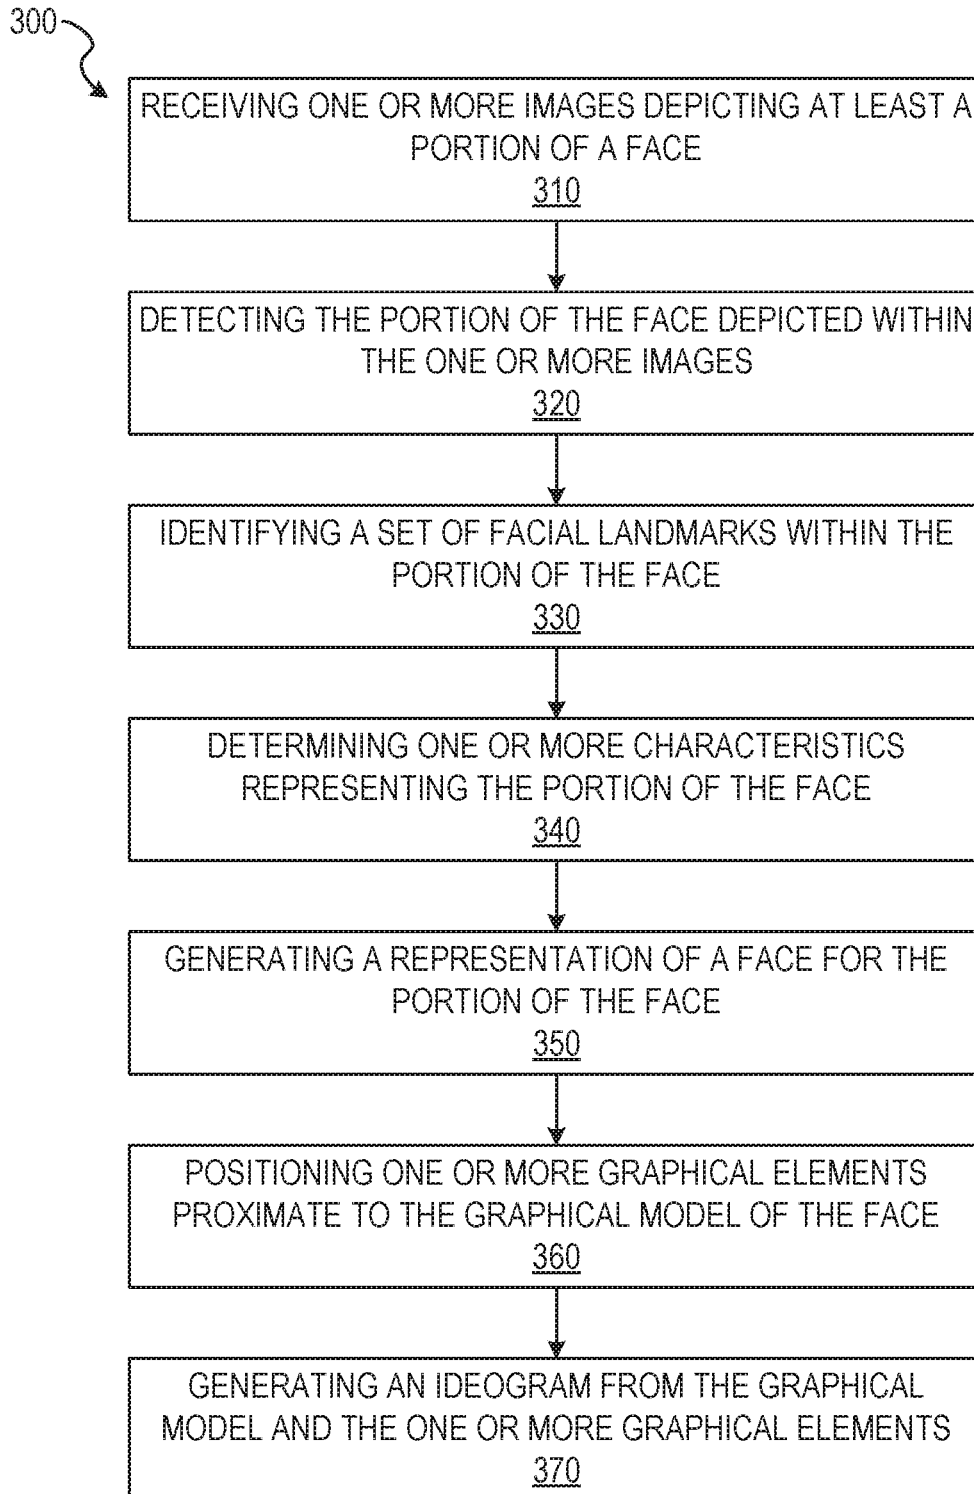 300
RECEIVING ONE OR MORE IMAGES DEPICTING AT LEAST A
PORTION OF A FACE
310
DETECTING THE PORTION OF THE FACE DEPICTED WITHIN
THE ONE OR MORE IMAGES
320
IDENTIFYING A SET OF FACIAL LANDMARKS WITHIN THE
PORTION OF THE FACE
330
DETERMINING ONE OR MORE CHARACTERISTICS
REPRESENTING THE PORTION OF THE FACE
340
GENERATING A REPRESENTATION OF A FACE FOR THE
PORTION OF THE FACE
350
POSITIONING ONE OR MORE GRAPHICAL ELEMENTS
PROXIMATE TO THE GRAPHICAL MODEL OF THE FACE
360
GENERATING AN IDEOGRAM FROM THE GRAPHICAL
MODEL AND THE ONE OR MORE GRAPHICAL ELEMENTS
370